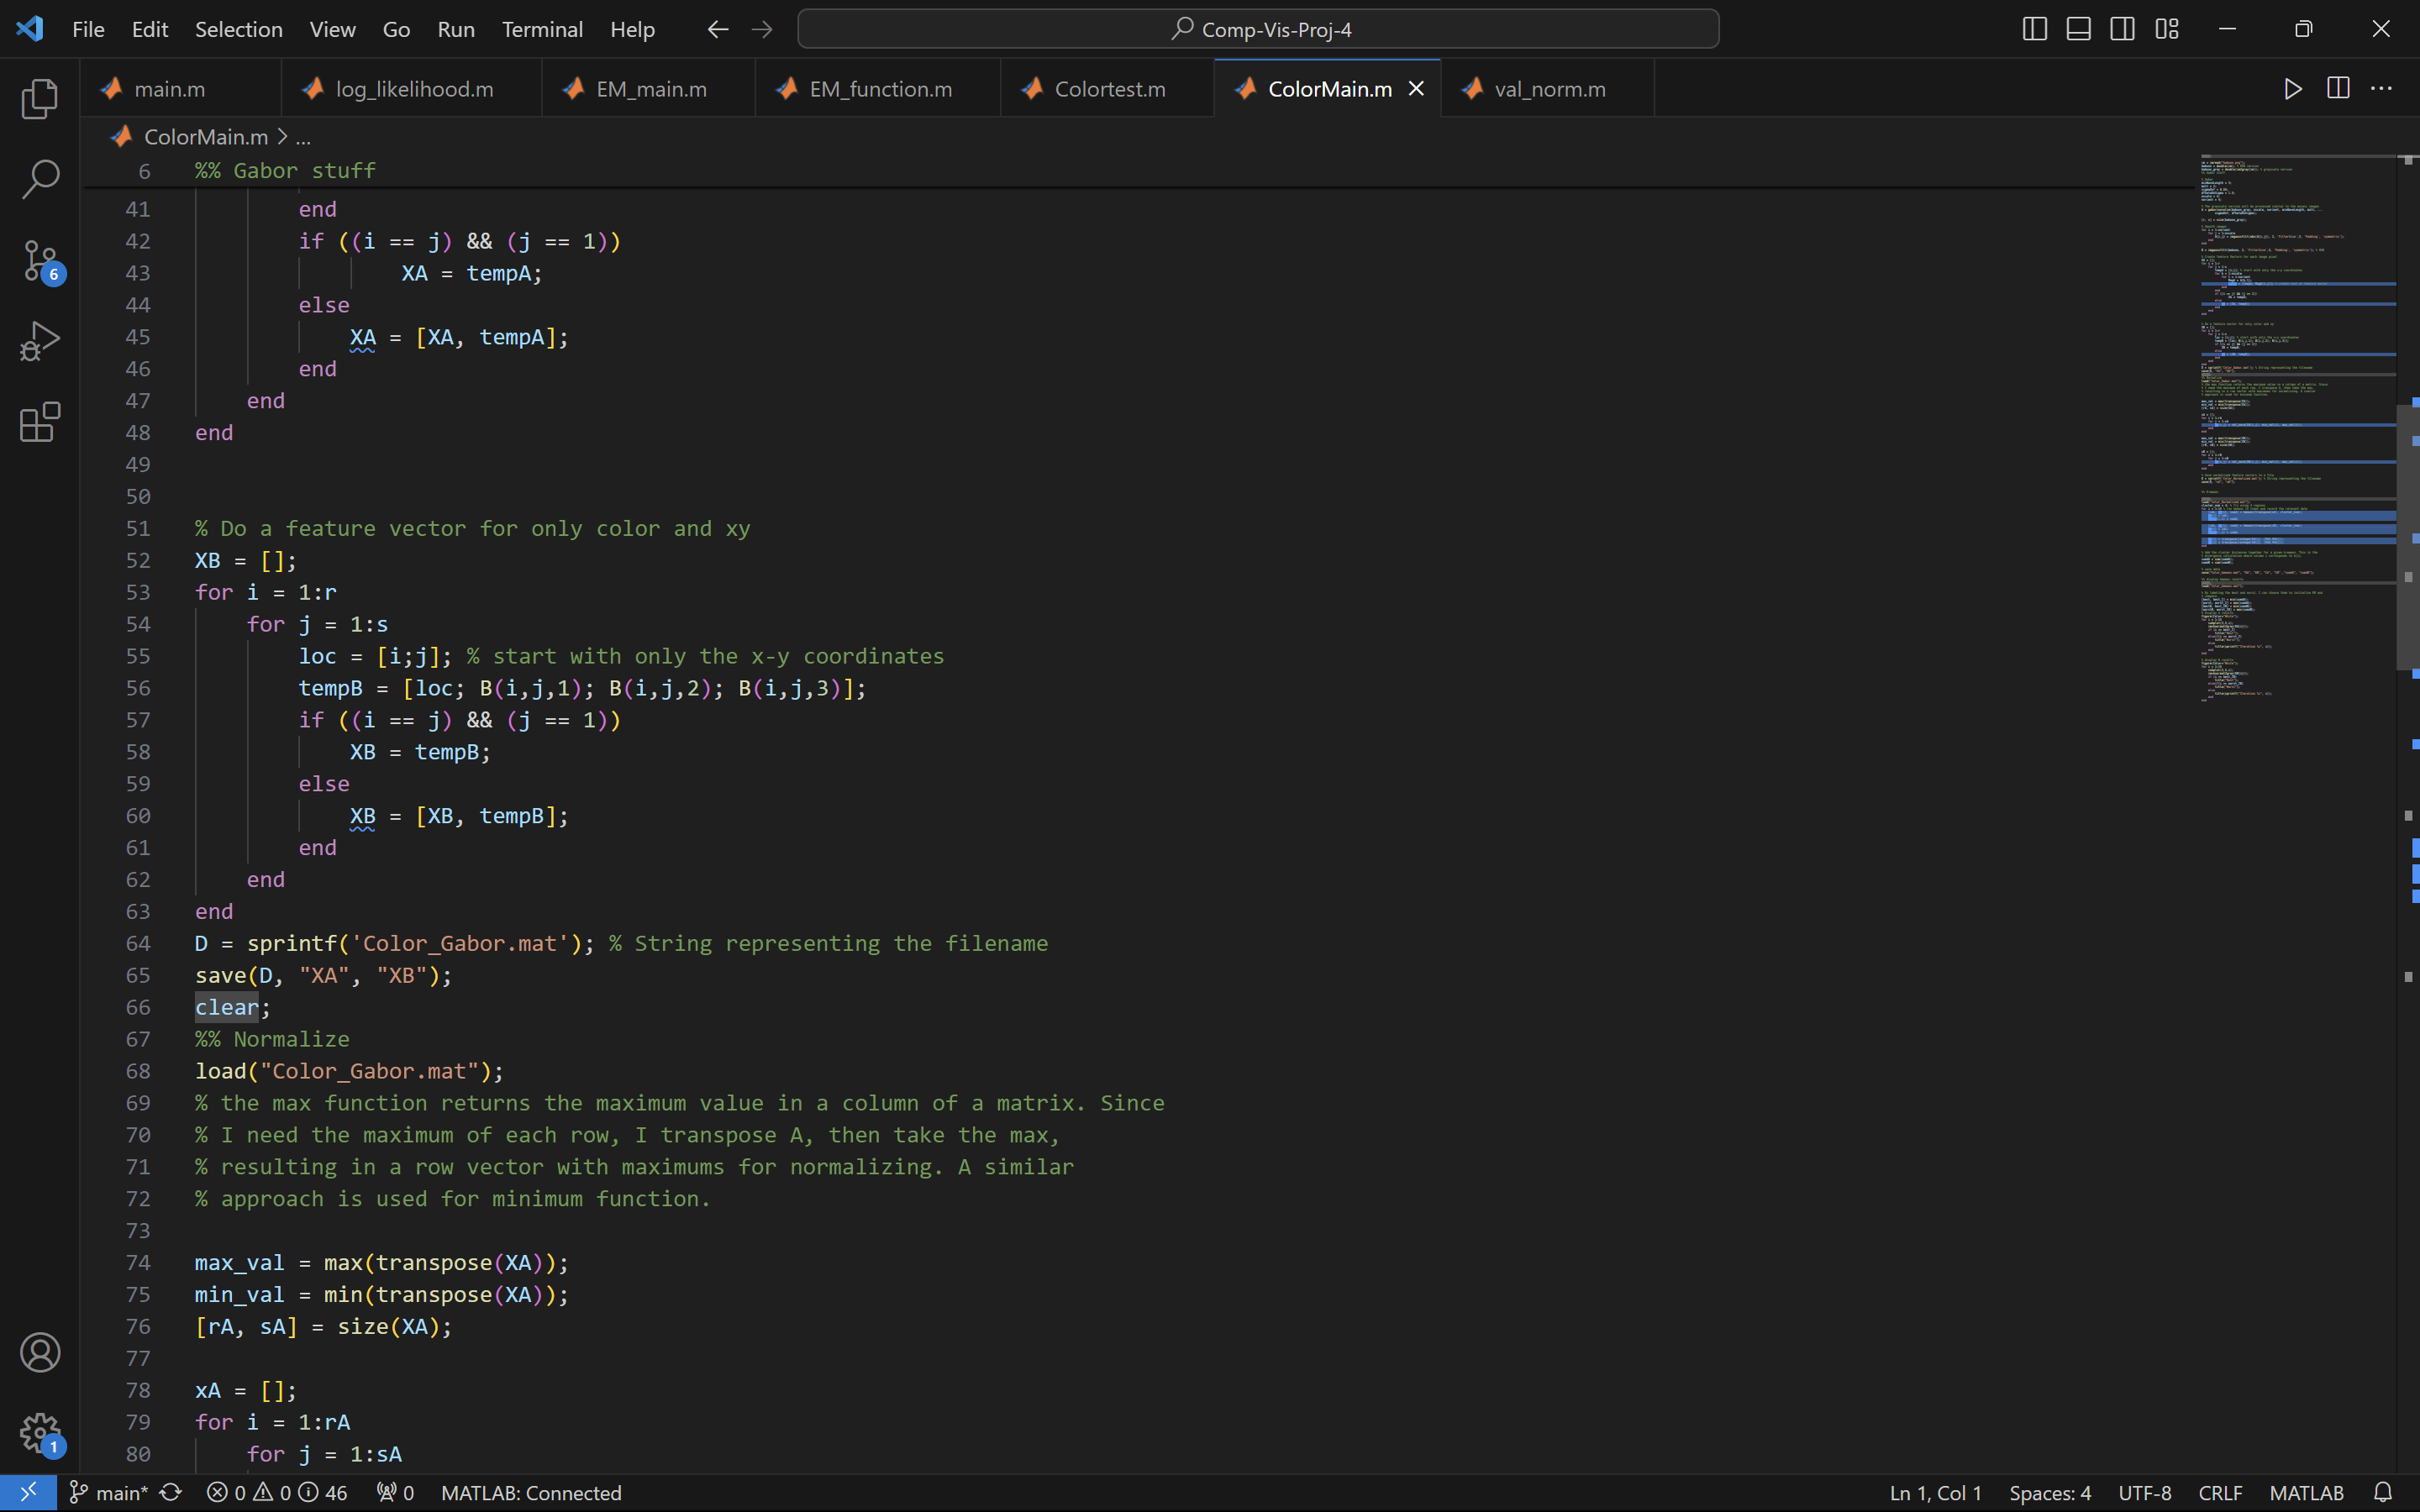 File Edit Selection View Go Run Terminal Help Comp-Vis-Proj-4
main.m log_likelihood.m EM_main.m EM_function.m Colortest.m ColorMain.m val_norm.m
ColorMain.m > ...
6 %% Gabor stuff
41 end
42 if ((i == j) && (j == 1))
43 XA = tempA;
44 else
45 XA = [XA, tempA];
46 end
47 end
48 end
49
50
51 % Do a feature vector for only color and xy
52 XB = [];
53 for i = 1:r
54 for j = 1:s
55 loc = [i;j]; % start with only the x-y coordinates
56 tempB = [loc; B(i,j,1); B(i,j,2); B(i,j,3)];
57 if ((i == j) && (j == 1))
58 XB = tempB;
59 else
60 XB = [XB, tempB];
61 end
62 end
63 end
64 D = sprintf('Color_Gabor.mat'); % String representing the filename
65 save(D, "XA", "XB");
66 clear;
67 %% Normalize
68 load("Color_Gabor.mat");
69 % the max function returns the maximum value in a column of a matrix. Since
70 % I need the maximum of each row, I transpose A, then take the max,
71 % resulting in a row vector with maximums for normalizing. A similar
72 % approach is used for minimum function.
73
74 max_val = max(transpose(XA));
75 min_val = min(transpose(XA));
76 [rA, sA] = size(XA);
77
78 xA = [];
79 for i = 1:rA
80 for j = 1:sA
6
1
main* 0 0 46 0 MATLAB: Connected Ln 1, Col 1 Spaces: 4 UTF-8 CRLF MATLAB